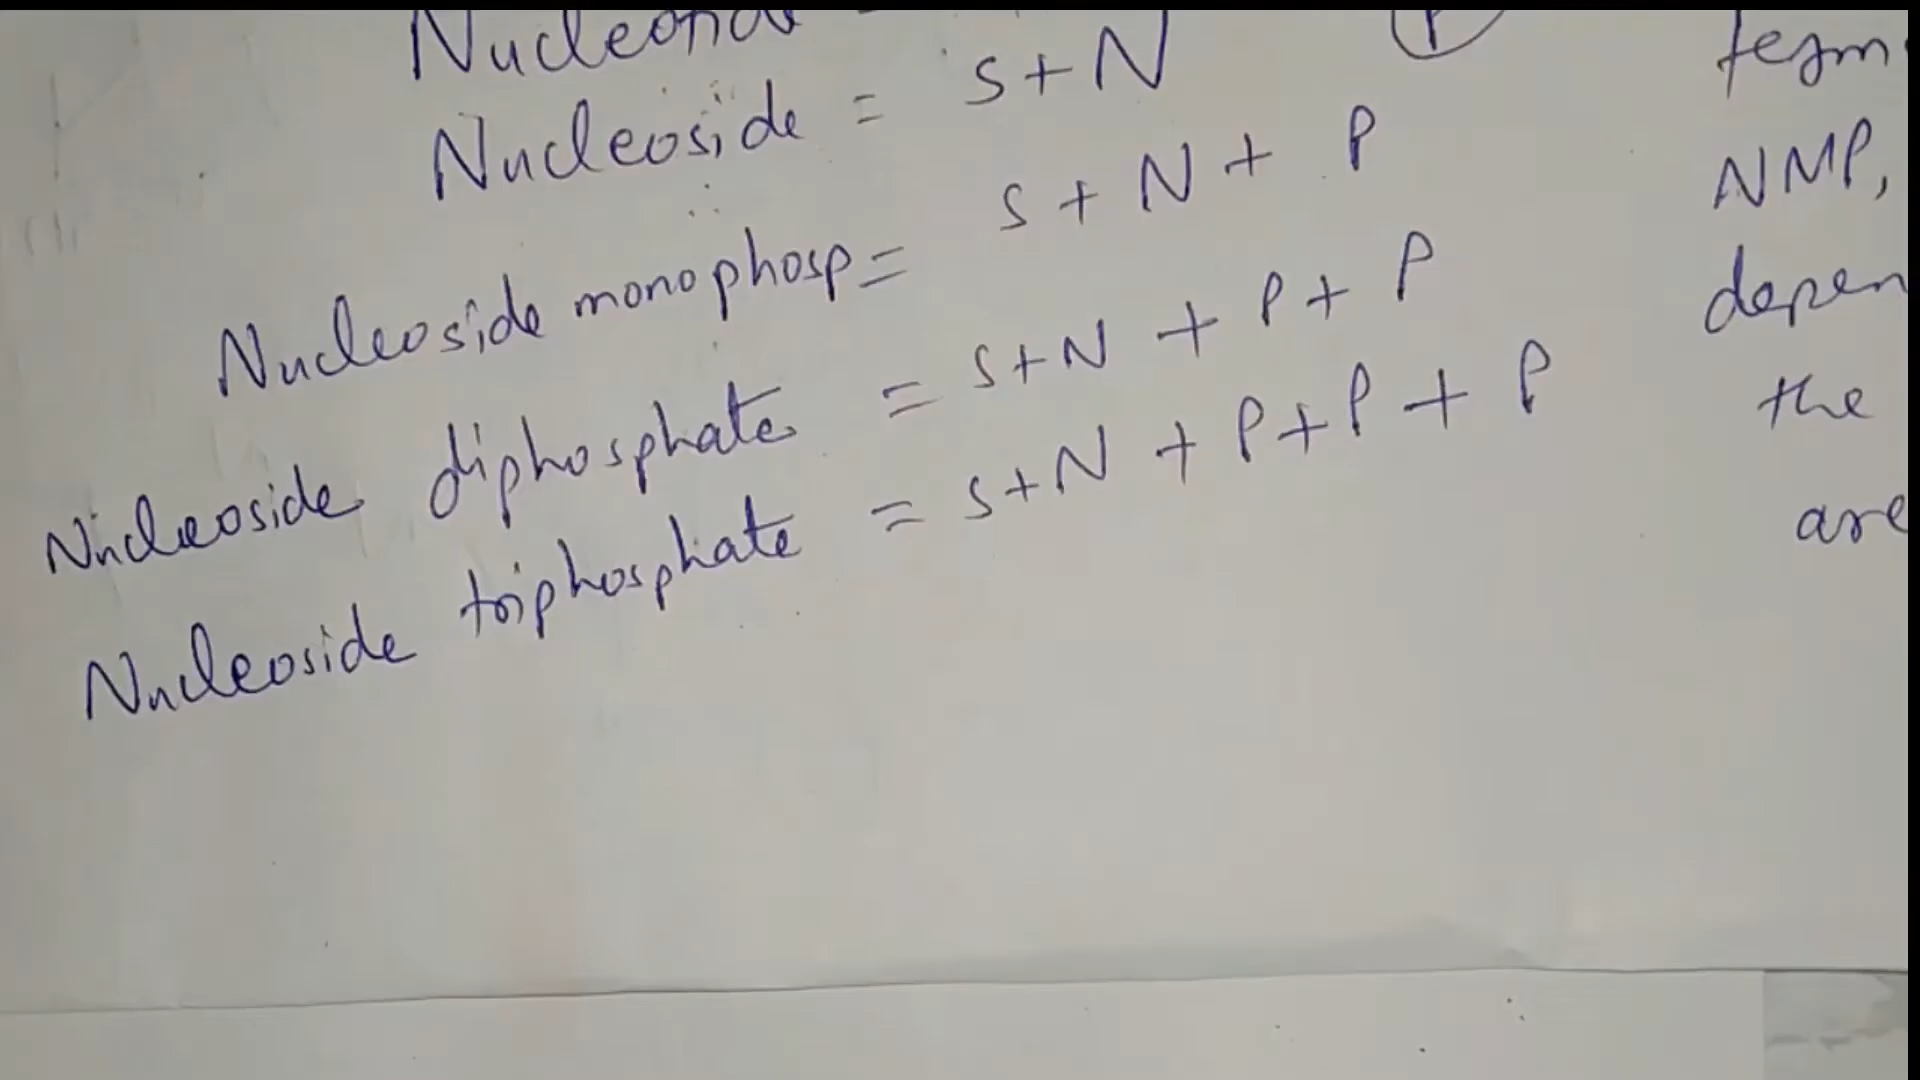 Nucleoside = S+N
Nucleoside monophosp = S + N + P
Nucleoside diphosphate = S+N + P + P
Nucleoside triphosphate = S+N + P+P + P
P
NMP,
the
are